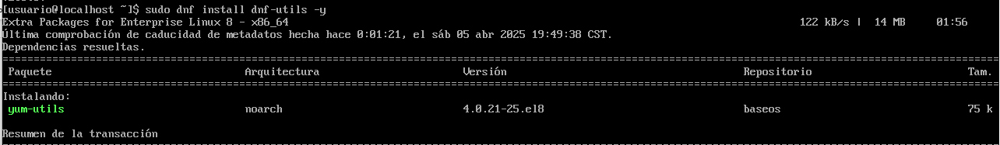 [usuario@localhost ~]$ sudo dnf install dnf-utils -y
Extra Packages for Enterprise Linux 8 - x86_64 122 kB/s | 14 MB 01:56
Última comprobación de caducidad de metadatos hecha hace 0:01:21, el sáb 05 abr 2025 19:49:38 CST.
Dependencias resueltas.
Paquete Arquitectura Versión Repositorio Tam.
Instalando:
yum-utils noarch 4.0.21-25.el8 baseos 75 k
Resumen de la transacción